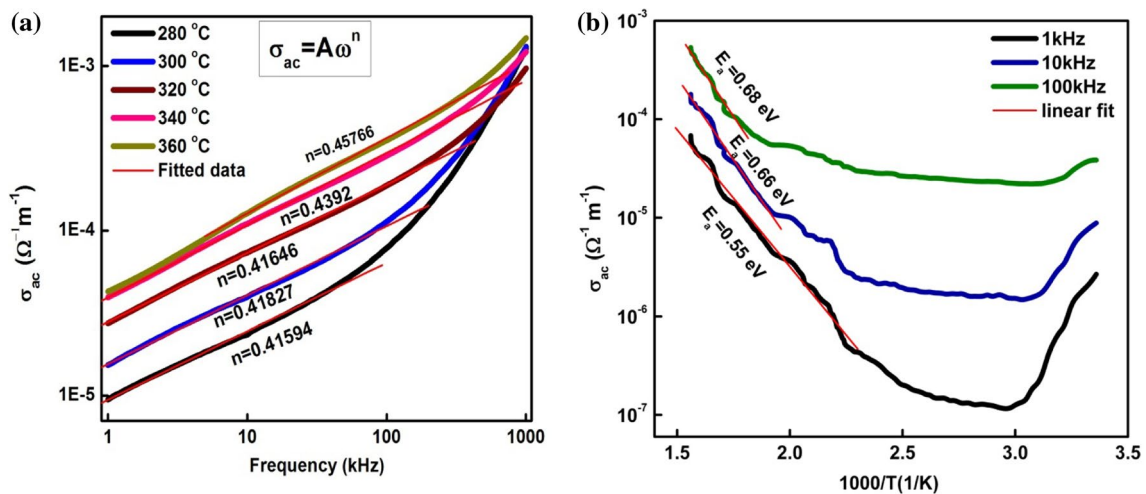 (a)
280 °C
300 °C
320 °C
340 °C
360 °C
Fitted data
σac=Aωⁿ
n=0.45766
n=0.4392
n=0.41646
n=0.41827
n=0.41594
1E-3
1E-4
1E-5
σac (Ω⁻¹m⁻¹)
1 10 100 1000
Frequency (kHz)
(b)
1kHz
10kHz
100kHz
linear fit
Ea=0.68 eV
Ea=0.66 eV
Ea=0.55 eV
10⁻³
10⁻⁴
10⁻⁵
10⁻⁶
10⁻⁷
σac (Ω⁻¹ m⁻¹)
1.5 2.0 2.5 3.0 3.5
1000/T(1/K)